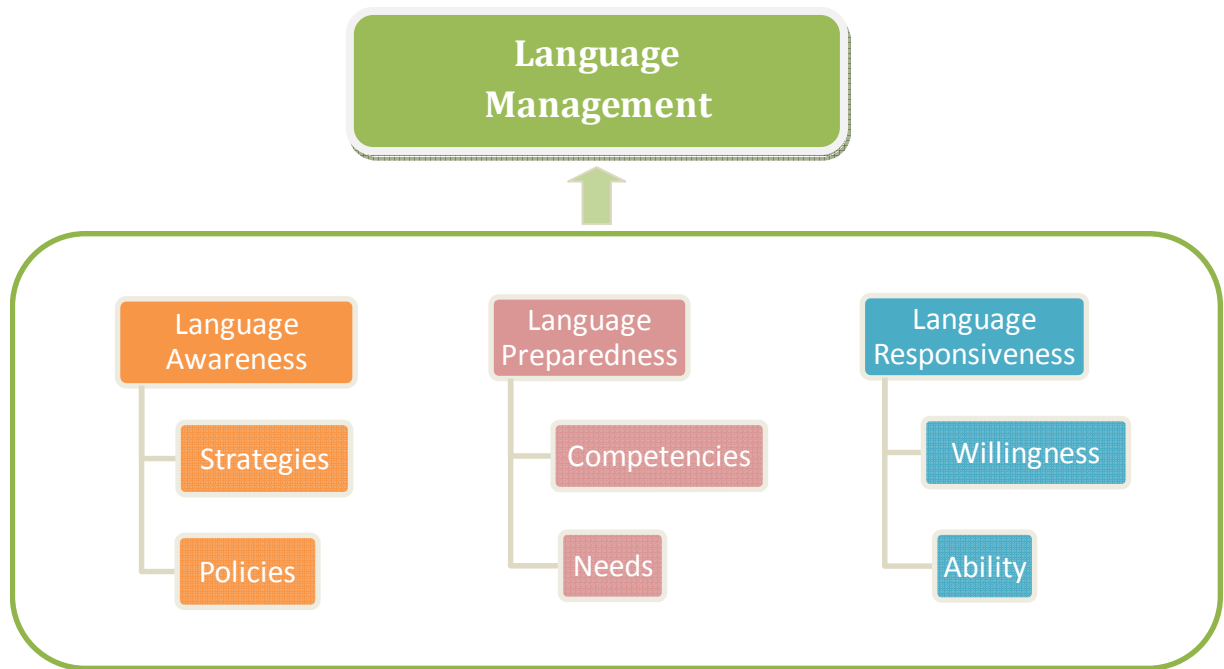 Language
Management
Language
Awareness
Strategies
Policies
Language
Preparedness
Competencies
Needs
Language
Responsiveness
Willingness
Ability